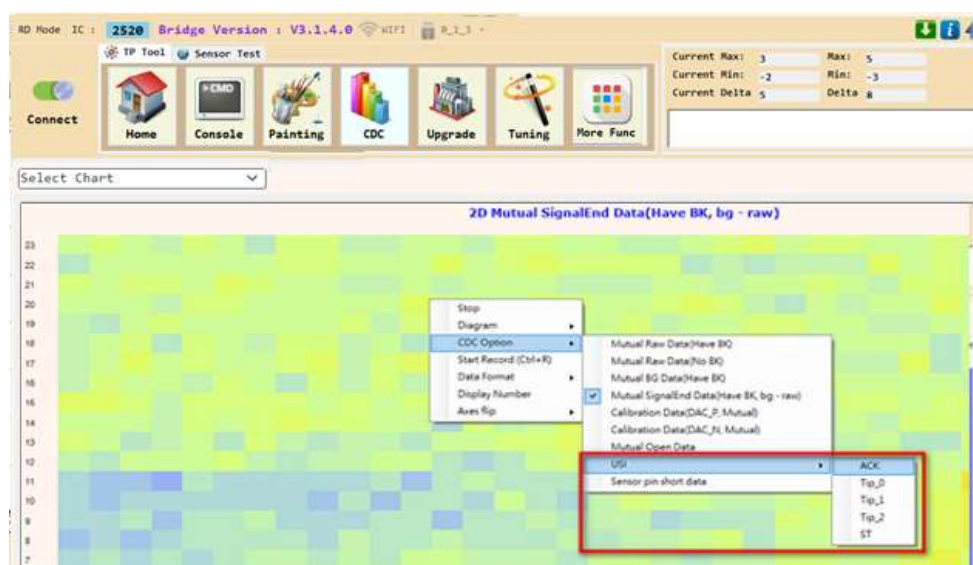 RD Mode IC : 2520 Bridge Version : V3.1.4.0 WIFI
TP Tool Sensor Test
Connect
Home
CMD
Console
Painting
CDC
Upgrade
Tuning
More Func
Current Max: 3 Max: 5
Current Min: -2 Min: -3
Current Delta 5 Delta 8
Select Chart
2D Mutual SignalEnd Data(Have BK, bg - raw)
23
22
21
20
19
18
17
16
15
14
13
12
11
10
9
8
7
Stop
Diagram
CDC Option
Start Record (Ctrl+R)
Data Format
Display Number
Axes flip
Mutual Raw Data(Have BK)
Mutual Raw Data(No BK)
Mutual BG Data(Have BK)
Mutual SignalEnd Data(Have BK, bg - raw)
Calibration Data(DAC_P, Mutual)
Calibration Data(DAC_N, Mutual)
Mutual Open Data
USI
Sensor pin short data
ACK
Tip_0
Tip_1
Tip_2
ST